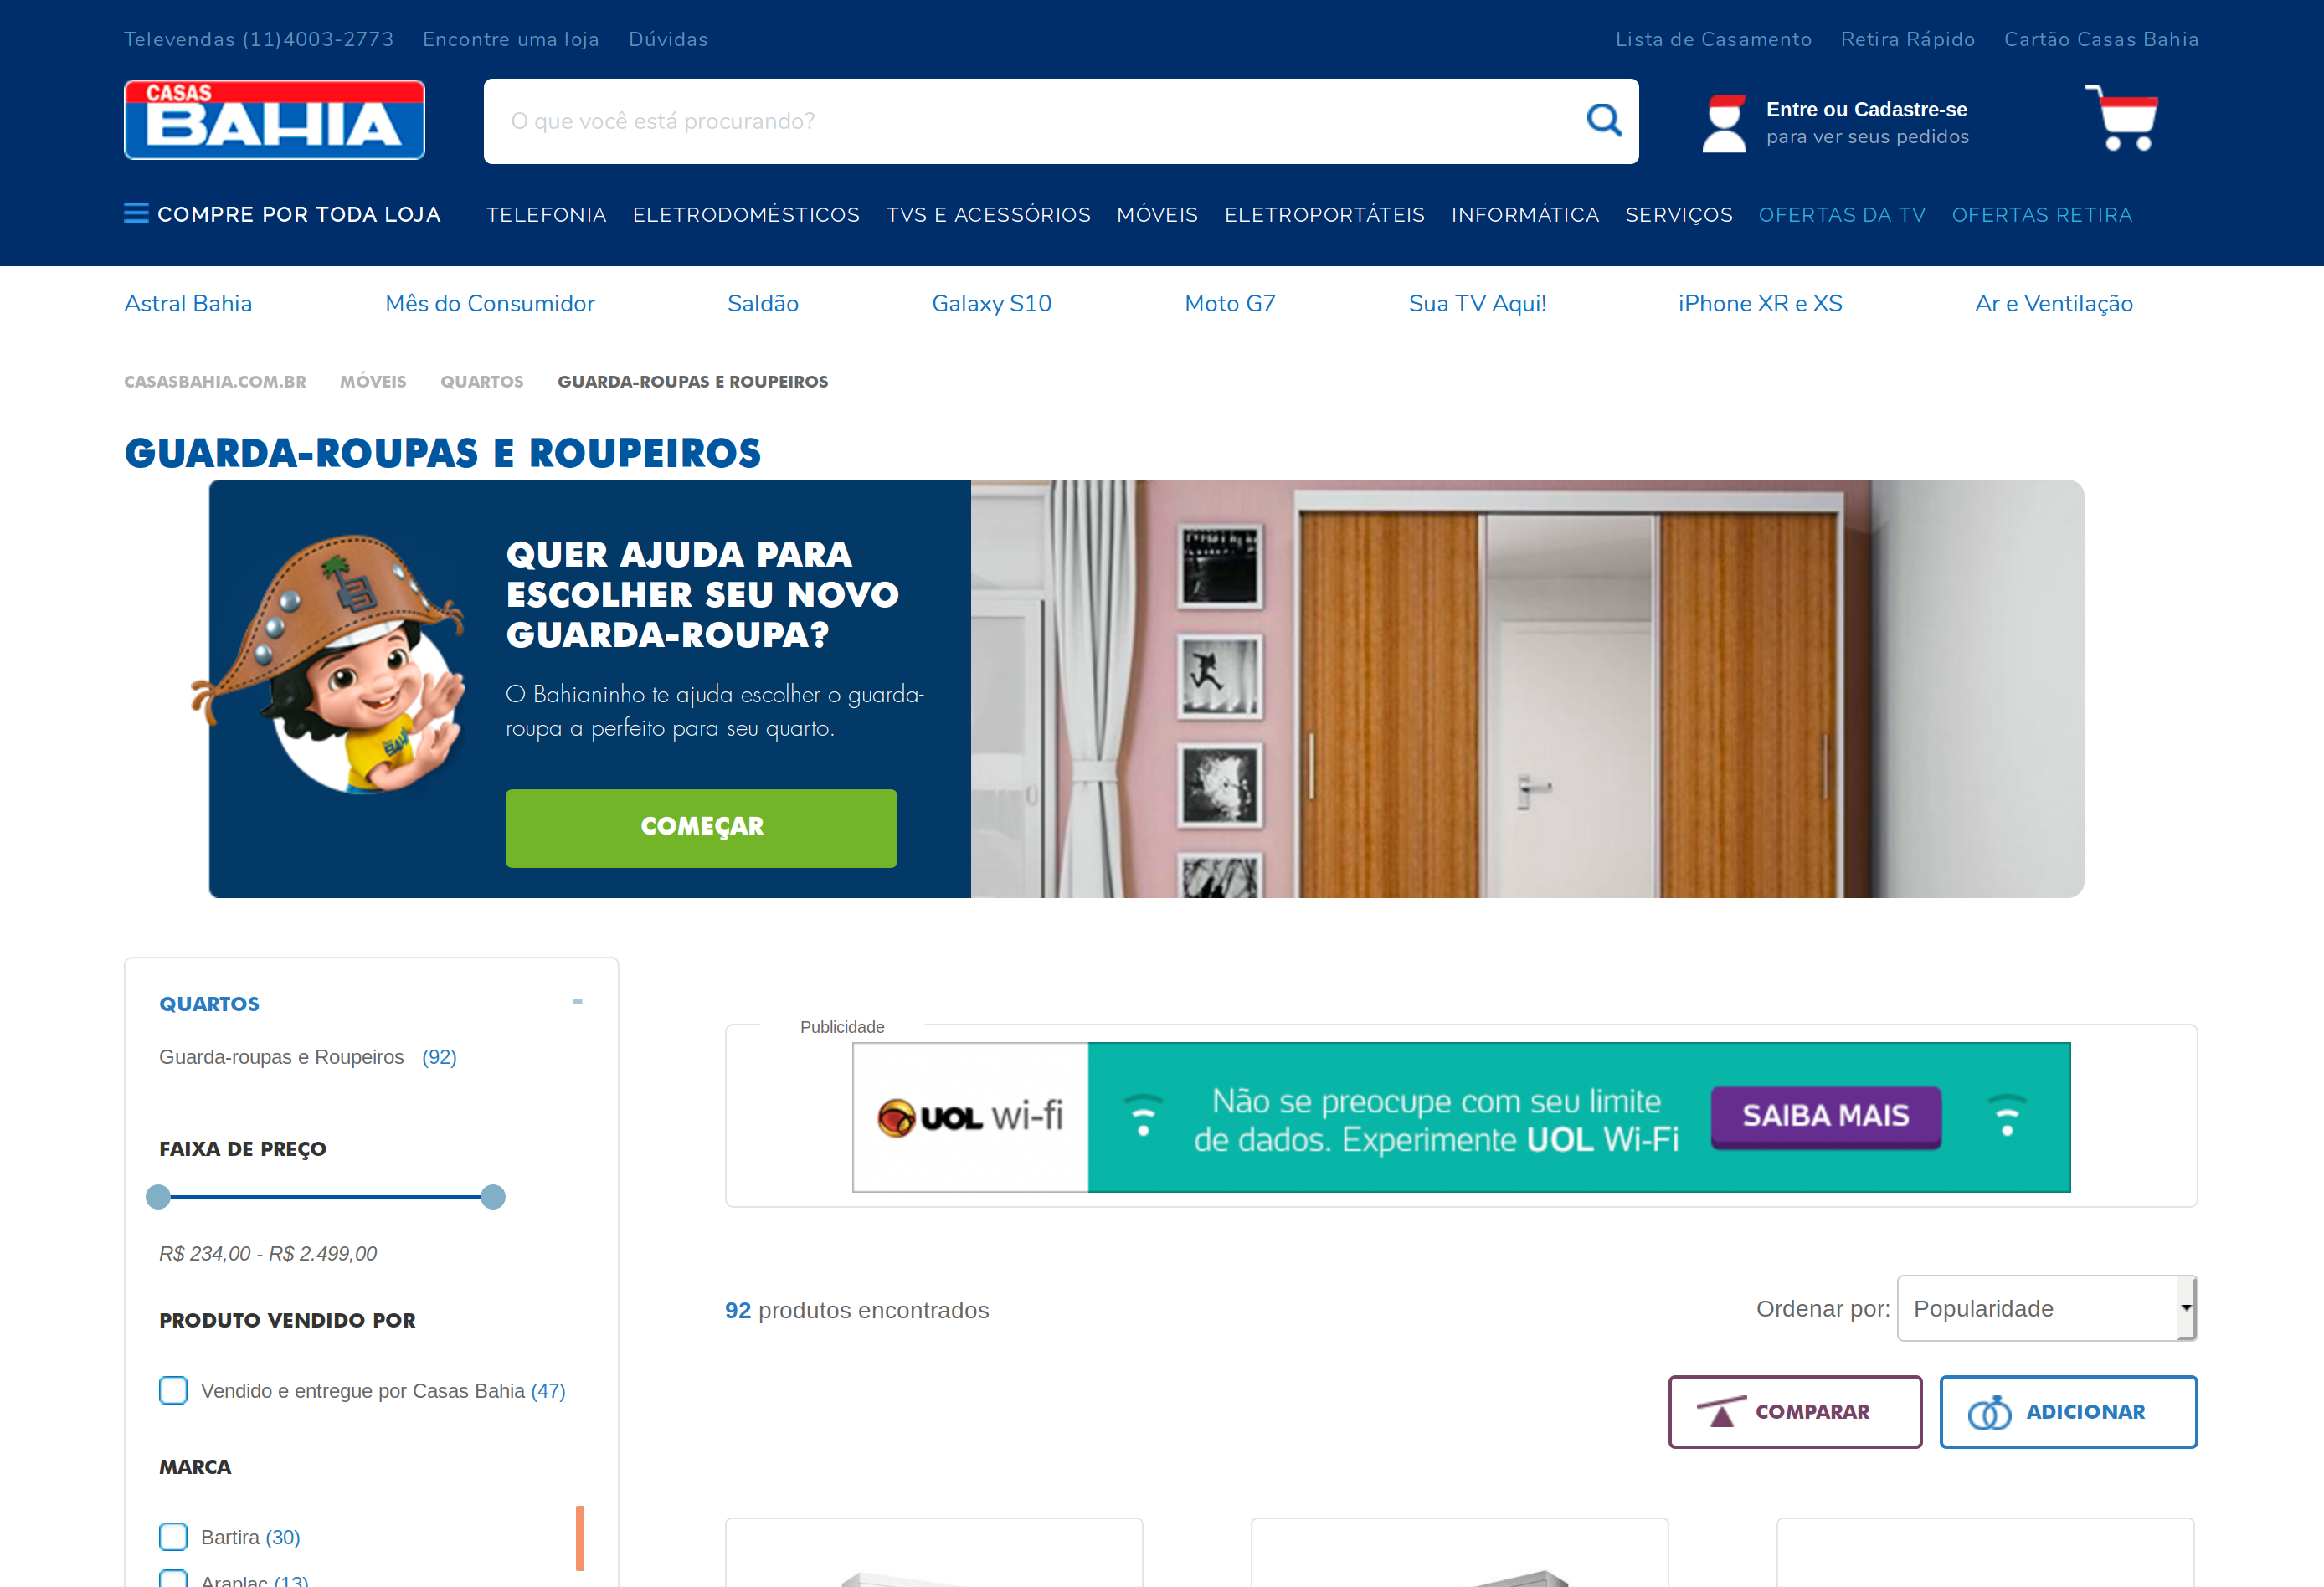 Televendas (11)4003-2773 Encontre uma loja Dúvidas Lista de Casamento Retira Rápido Cartão Casas Bahia
CASAS
BAHIA
O que você está procurando?
Entre ou Cadastre-se
para ver seus pedidos
COMPRE POR TODA LOJA TELEFONIA ELETRODOMÉSTICOS TVS E ACESSÓRIOS MÓVEIS ELETROPORTÁTEIS INFORMÁTICA SERVIÇOS OFERTAS DA TV OFERTAS RETIRA
Astral Bahia Mês do Consumidor Saldão Galaxy S10 Moto G7 Sua TV Aqui! iPhone XR e XS Ar e Ventilação
CASASBAHIA.COM.BR MÓVEIS QUARTOS GUARDA-ROUPAS E ROUPEIROS
GUARDA-ROUPAS E ROUPEIROS
QUER AJUDA PARA
ESCOLHER SEU NOVO
GUARDA-ROUPA?
O Bahianinho te ajuda escolher o guarda-
roupa a perfeito para seu quarto.
COMEÇAR
QUARTOS -
Guarda-roupas e Roupeiros (92)
FAIXA DE PREÇO
R$ 234,00 - R$ 2.499,00
PRODUTO VENDIDO POR
Vendido e entregue por Casas Bahia (47)
MARCA
Bartira (30)
Araplac (13)
Publicidade
UOL wi-fi
Não se preocupe com seu limite
de dados. Experimente UOL Wi-Fi
SAIBA MAIS
92 produtos encontrados
Ordenar por: Popularidade
COMPARAR
ADICIONAR